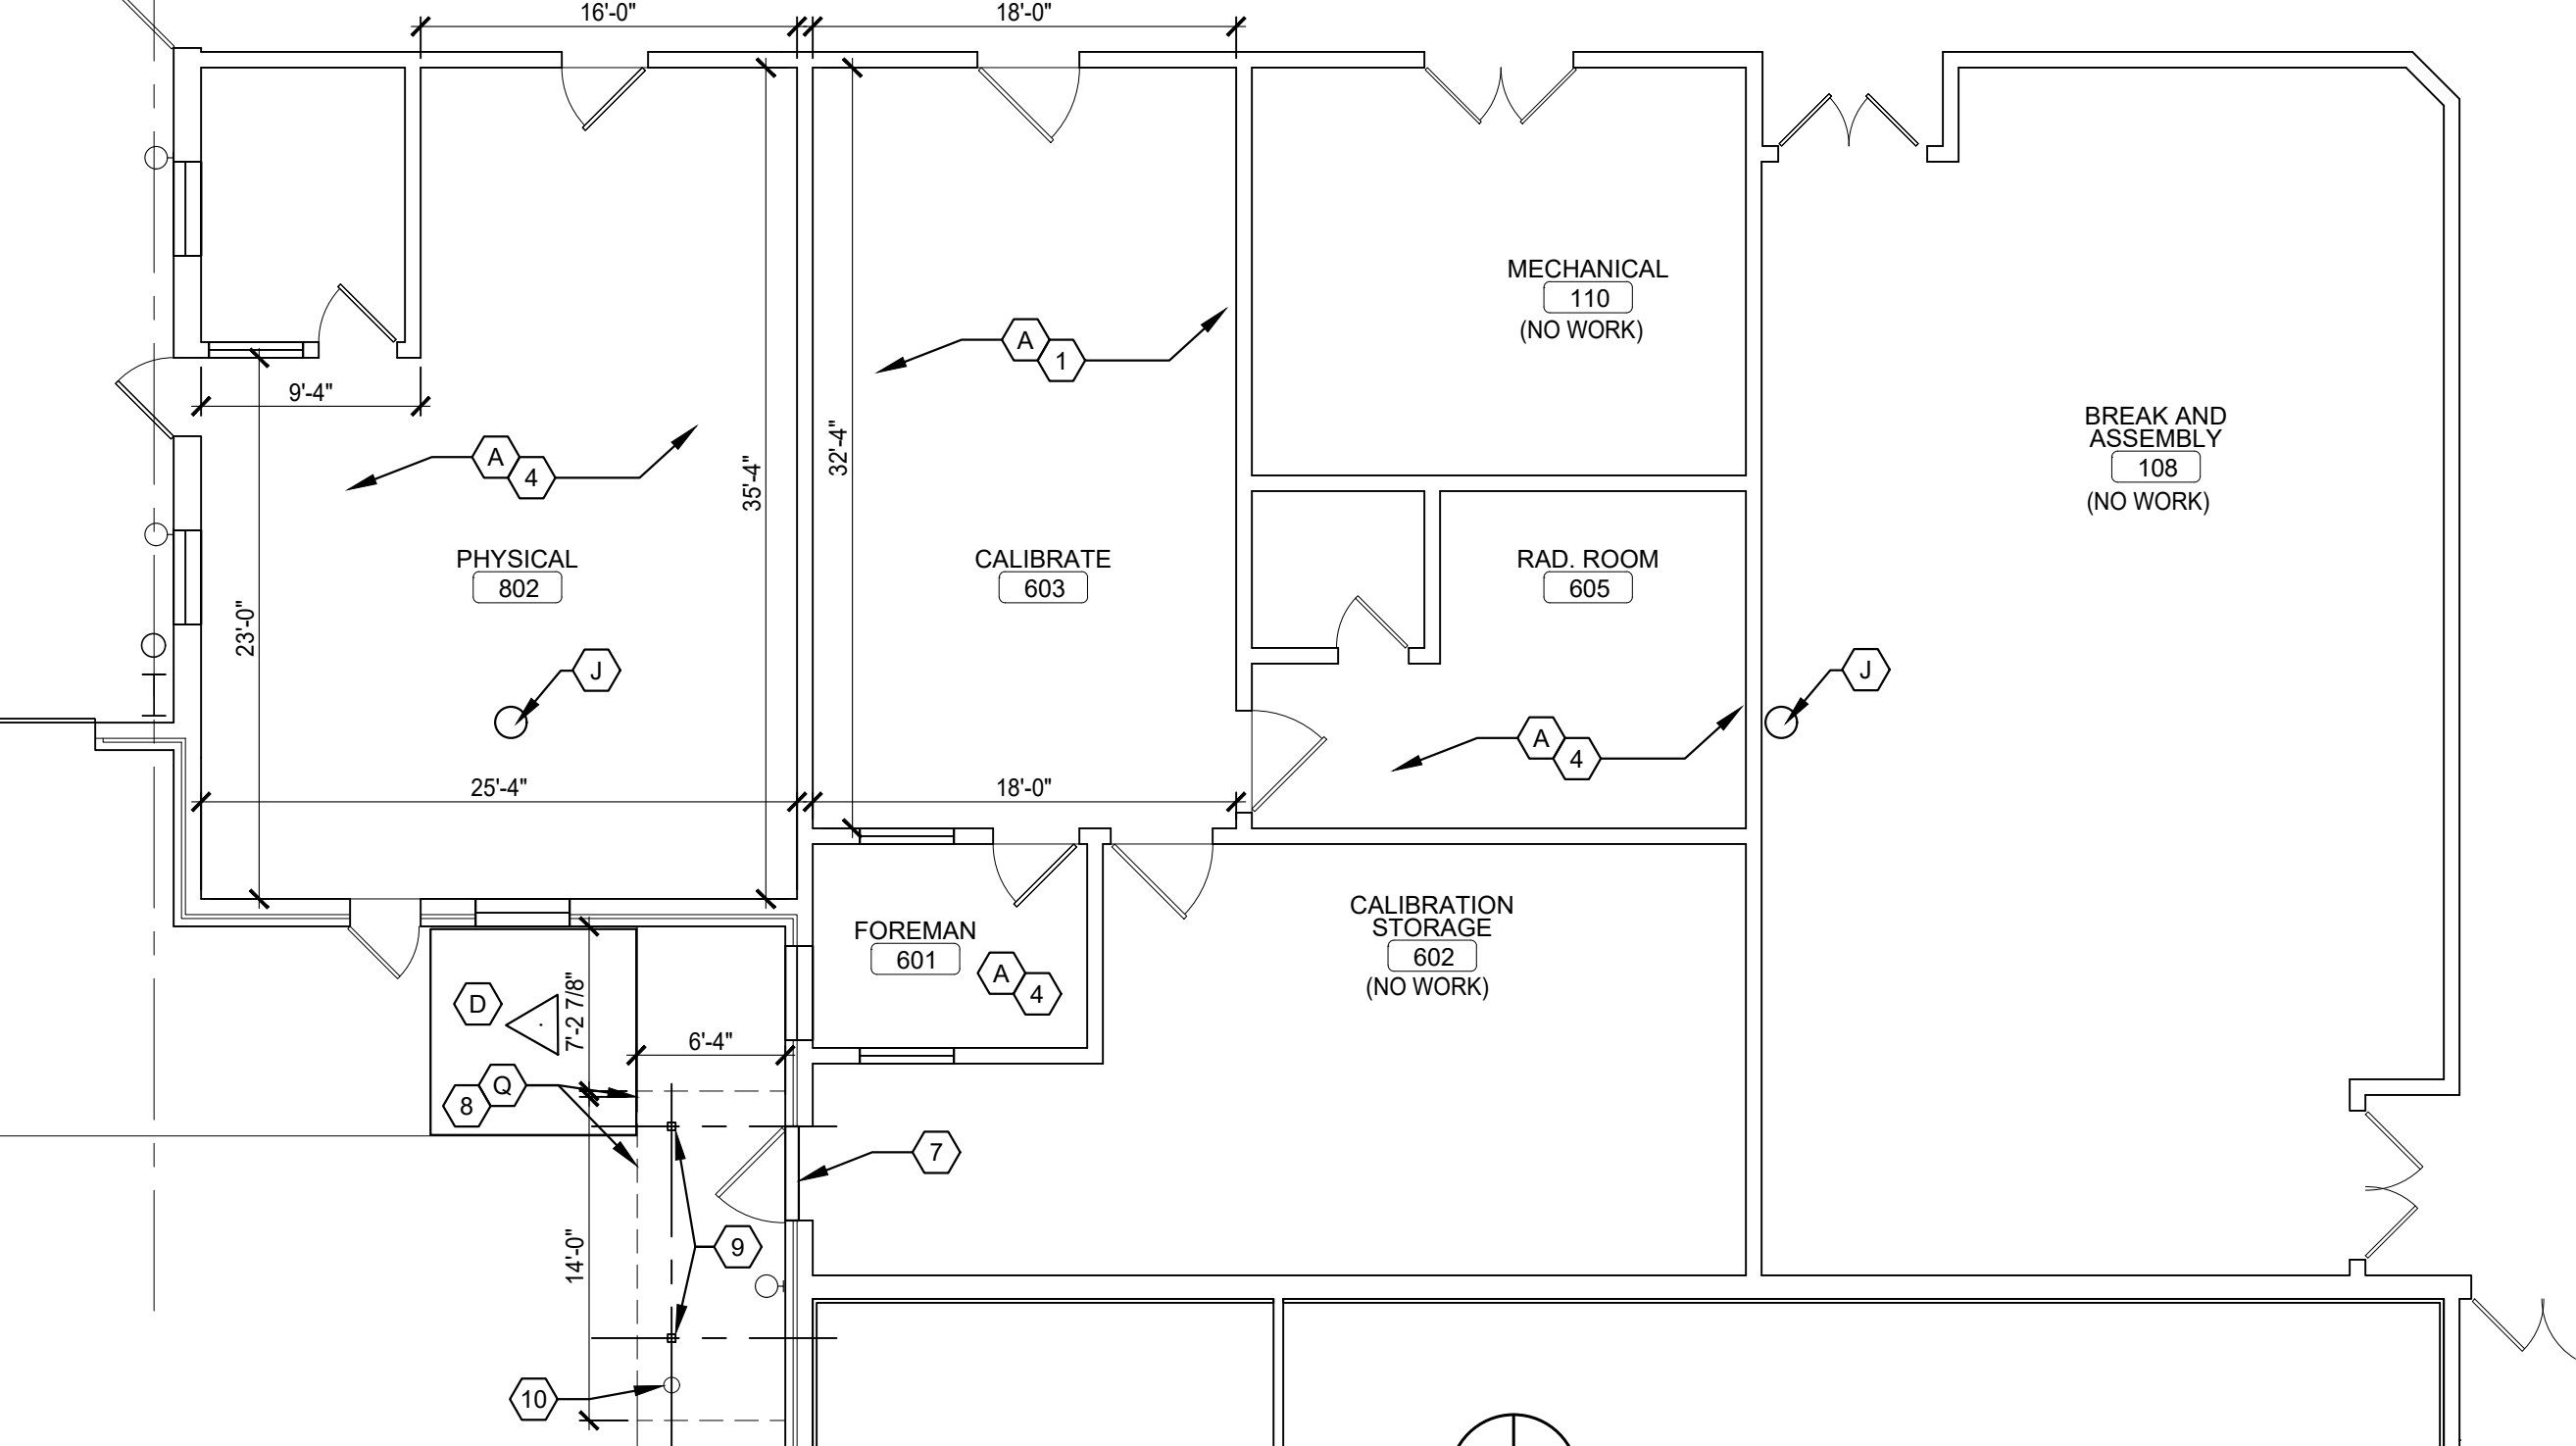 16'-0"
18'-0"
MECHANICAL
110
(NO WORK)
A
1
9'-4"
BREAK AND
ASSEMBLY
108
(NO WORK)
A
4
35'-4"
32'-4"
PHYSICAL
802
CALIBRATE
603
RAD. ROOM
605
23'-0"
J
J
A
4
25'-4"
18'-0"
FOREMAN
601
A
4
CALIBRATION
STORAGE
602
(NO WORK)
D
7'-2 7/8"
6'-4"
Q
8
7
9
14'-0"
10